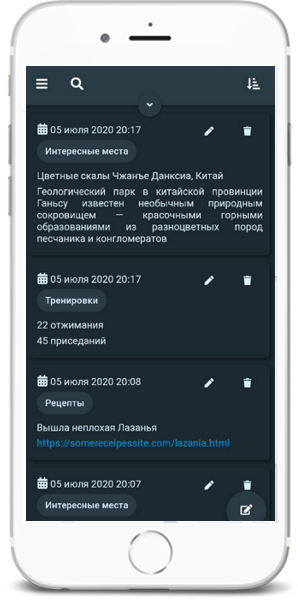 05 июля 2020 20:17
Интересные места
Цветные скалы Чжанъе Данксиа, Китай
Геологический парк в китайской провинции
Ганьсу известен необычным природным
сокровищем — красочными горными
образованиями из разноцветных пород
песчаника и конгломератов
05 июля 2020 20:17
Тренировки
22 отжимания
45 приседаний
05 июля 2020 20:08
Рецепты
Вышла неплохая Лазанья
https://somereceipessite.com/lazania.html
05 июля 2020 20:07
Интересные места